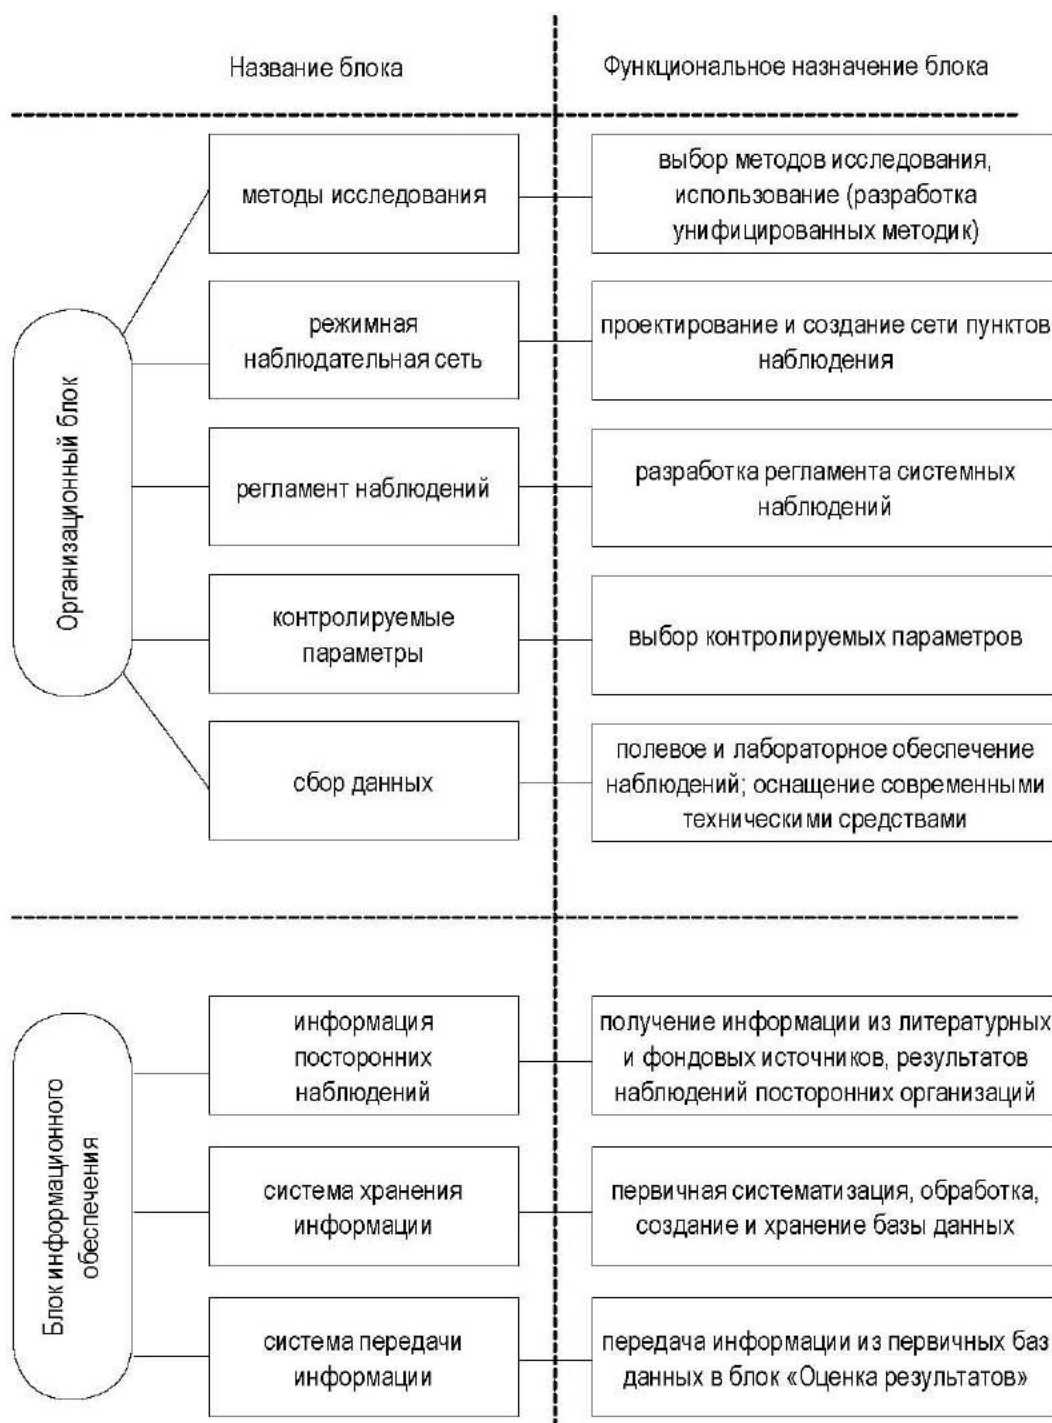 Название блока
Функциональное назначение блока
Организационный блок
методы исследования
выбор методов исследования,
использование (разработка
унифицированных методик)
режимная
наблюдательная сеть
проектирование и создание сети пунктов
наблюдения
регламент наблюдений
разработка регламента системных
наблюдений
контролируемые
параметры
выбор контролируемых параметров
сбор данных
полевое и лабораторное обеспечение
наблюдений; оснащение современными
техническими средствами
Блок информационного
обеспечения
информация
посторонних
наблюдений
получение информации из литературных
и фондовых источников, результатов
наблюдений посторонних организаций
система хранения
информации
первичная систематизация, обработка,
создание и хранение базы данных
система передачи
информации
передача информации из первичных баз
данных в блок «Оценка результатов»